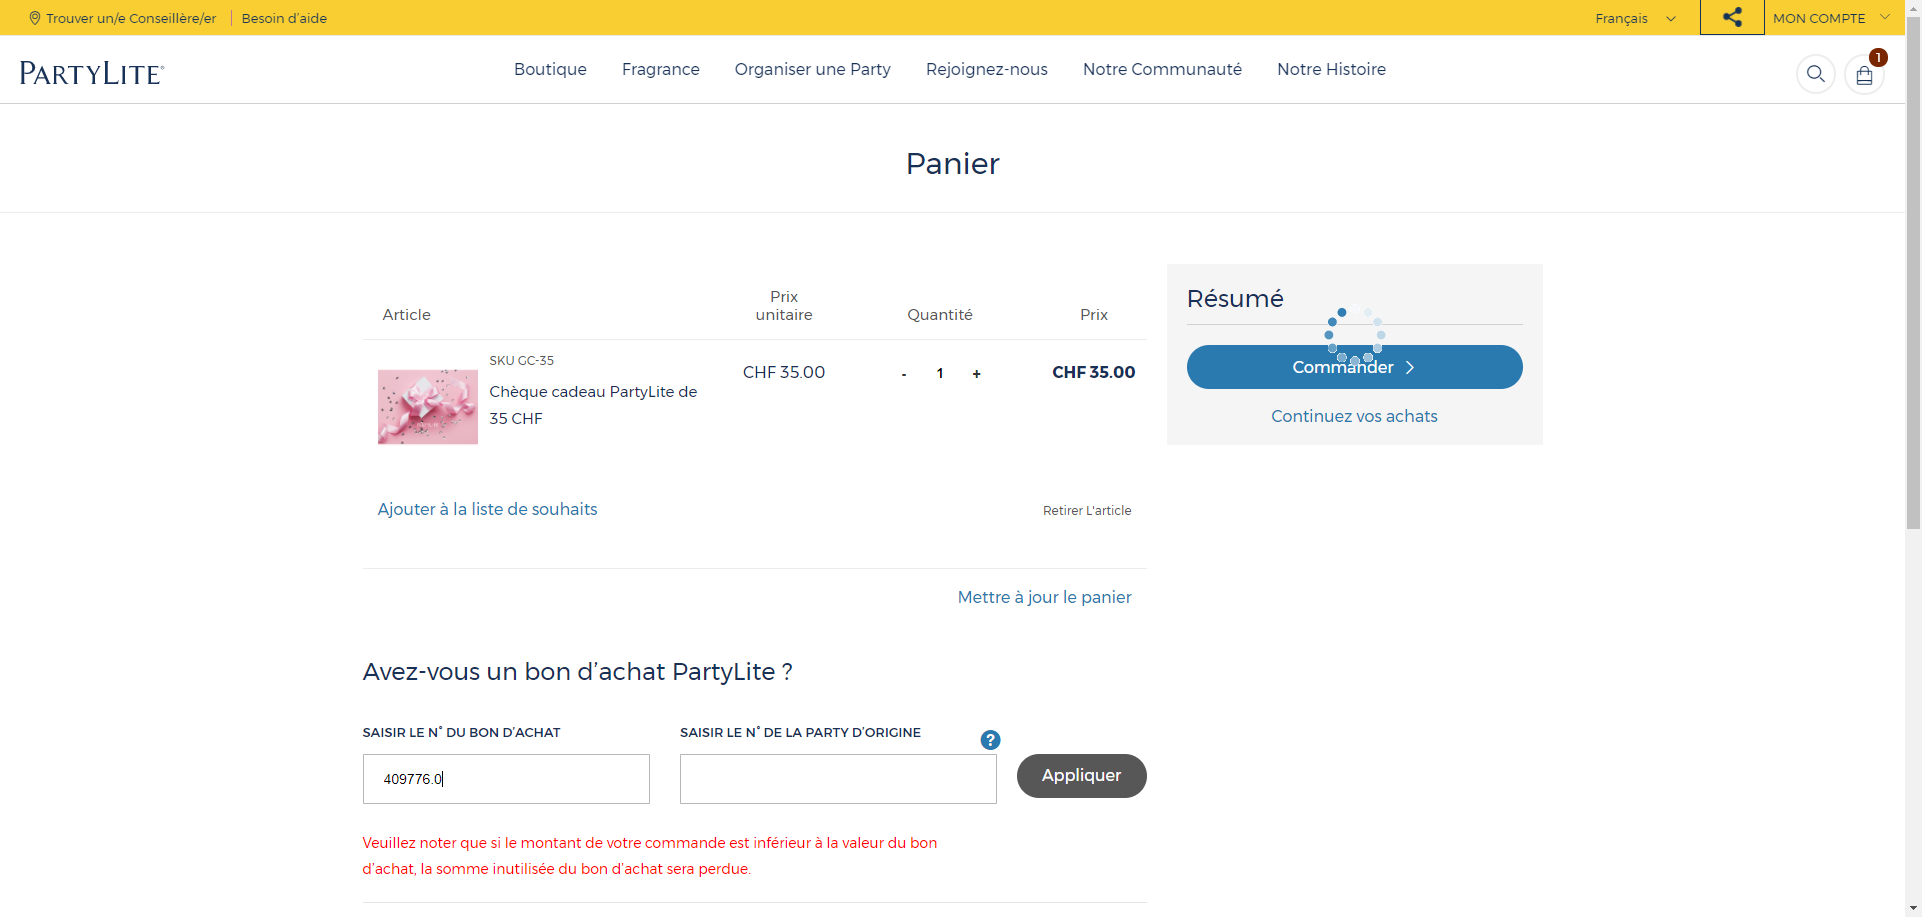 Trouver un/e Conseillère/er
Besoin d'aide
Français
MON COMPTE
PARTYLITE
Boutique
Fragrance
Organiser une Party
Rejoignez-nous
Notre Communauté
Notre Histoire
1
Panier
Article
Prix
unitaire
Quantité
Prix
SKU GC-35
Chèque cadeau PartyLite de
35 CHF
CHF 35.00
- 1 +
CHF 35.00
Ajouter à la liste de souhaits
Retirer L'article
Mettre à jour le panier
Résumé
Commander
Continuez vos achats
Avez-vous un bon d'achat PartyLite ?
SAISIR LE N° DU BON D'ACHAT
SAISIR LE N° DE LA PARTY D'ORIGINE
?
409776.0
Appliquer
Veuillez noter que si le montant de votre commande est inférieur à la valeur du bon
d'achat, la somme inutilisée du bon d'achat sera perdue.